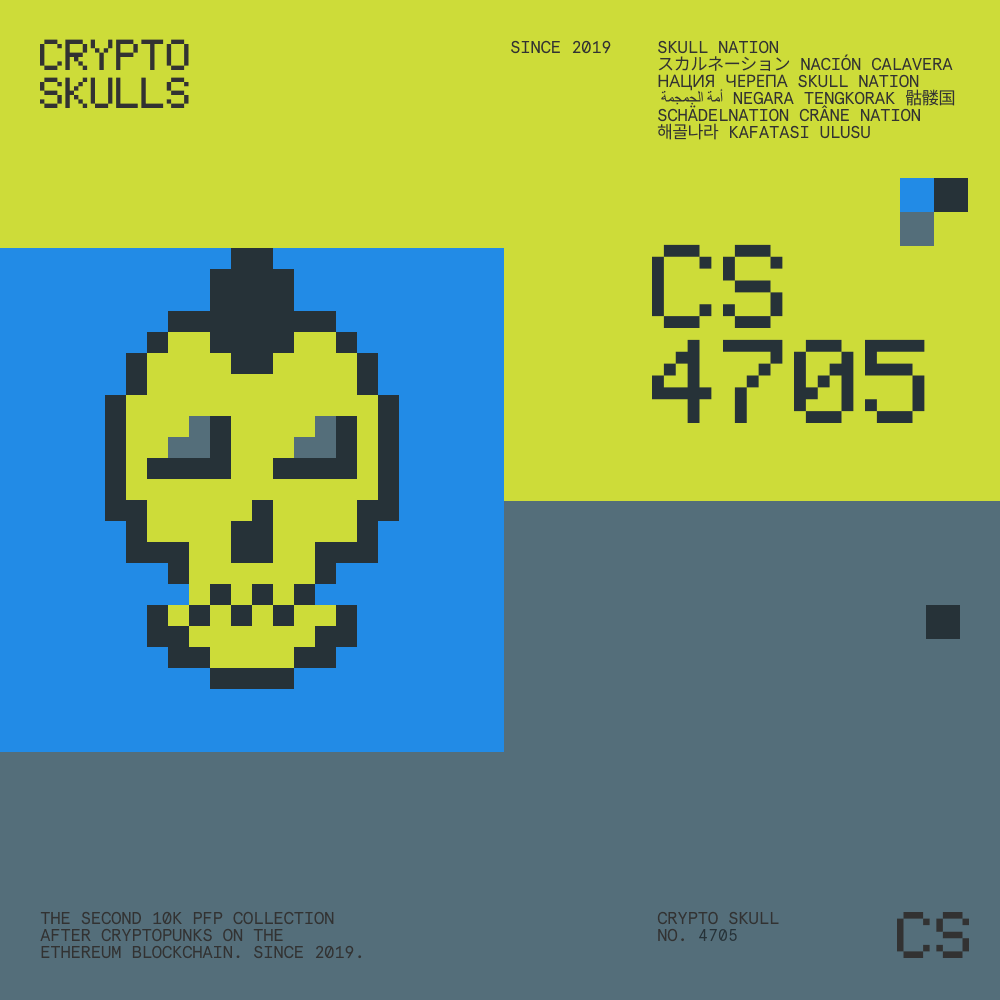 CRYPTO
SKULLS
SINCE 2019
SKULL NATION
スカルネーション NACIÓN CALAVERA
НАЦИЯ ЧЕРЕПА SKULL NATION
أمة الجمجمة NEGARA TENGKORAK 骷髅国
SCHÄDELNATION CRÂNE NATION
해골나라 KAFATASI ULUSU
CS
4705
THE SECOND 10K PFP COLLECTION
AFTER CRYPTOPUNKS ON THE
ETHEREUM BLOCKCHAIN. SINCE 2019.
CRYPTO SKULL
NO. 4705
CS